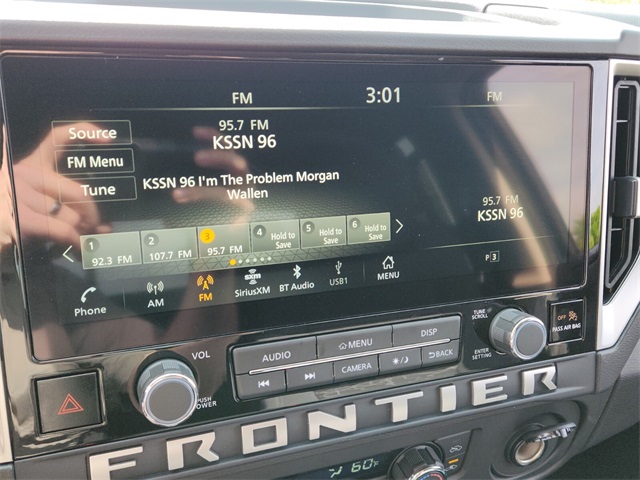 FM 3:01 FM
Source
95.7 FM
KSSN 96
FM Menu
Tune
KSSN 96 I'm The Problem Morgan
Wallen
95.7 FM
KSSN 96
1 92.3 FM
2 107.7 FM
3 95.7 FM
4 Hold to Save
5 Hold to Save
6 Hold to Save
P 3
Phone
AM
FM
SiriusXM
BT Audio
USB1
MENU
VOL
PUSH POWER
AUDIO
MENU
DISP
CAMERA
BACK
TUNE SCROLL
ENTER SETTING
OFF
PASS AIR BAG
FRONTIER
60°F